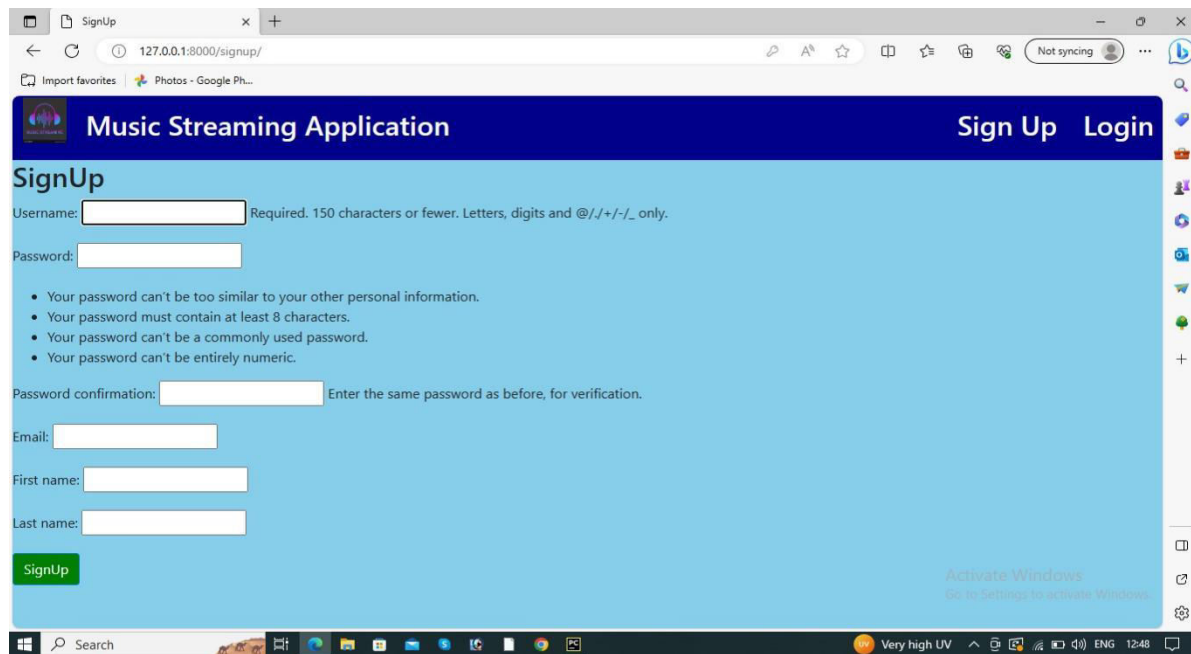 SignUp
127.0.0.1:8000/signup/
Not syncing
Import favorites
Photos - Google Ph...
Music Streaming Application
Sign Up
Login
SignUp
Username: Required. 150 characters or fewer. Letters, digits and @/./+/-/_ only.
Password:
• Your password can't be too similar to your other personal information.
• Your password must contain at least 8 characters.
• Your password can't be a commonly used password.
• Your password can't be entirely numeric.
Password confirmation: Enter the same password as before, for verification.
Email:
First name:
Last name:
SignUp
Activate Windows
Go to Settings to activate Windows.
Search
Very high UV
ENG
12:48